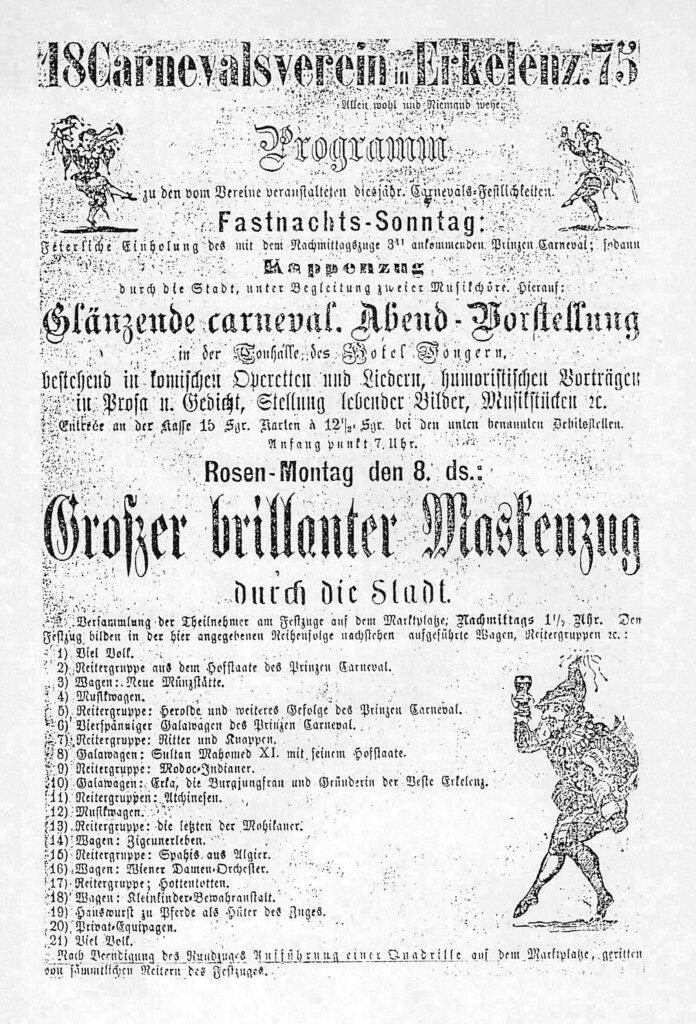 18 Carnevalsverein in Erkelenz. 75
Allen wohl und Niemand wehe.
Programm
zu den vom Vereine veranstalteten diesjähr. Carnevals-Festlichkeiten.
Fastnachts-Sonntag:
Feierliche Einholung des mit dem Nachmittagszuge 3¹¹ ankommenden Prinzen Carneval; sodann
Kappenzug
durch die Stadt, unter Begleitung zweier Musikchöre. Hierauf:
Glänzende carneval. Abend-Vorstellung
in der Tonhalle des Hotel Jongern,
bestehend in komischen Operetten und Liedern, humoristischen Vorträgen
in Prosa u. Gedicht, Stellung lebender Bilder, Musikstücken ꝛc.
Entrée an der Kasse 15 Sgr. Karten à 12½ Sgr. bei den unten benannten Debitsstellen.
Anfang punkt 7 Uhr.
Rosen-Montag den 8. ds.:
Großer brillanter Maskenzug
durch die Stadt.
Versammlung der Theilnehmer am Festzuge auf dem Marktplatze, Nachmittags 1½ Uhr. Den
Festzug bilden in der hier angegebenen Reihenfolge nachstehen aufgeführte Wagen, Reitergruppen ꝛc.:
1) Viel Volk.
2) Reitergruppe aus dem Hofstaate des Prinzen Carneval.
3) Wagen: Neue Münzstätte.
4) Musikwagen.
5) Reitergruppe: Herolde und weiteres Gefolge des Prinzen Carneval.
6) Vierspänniger Galawagen des Prinzen Carneval.
7) Reitergruppe: Ritter und Knappen.
8) Galawagen: Sultan Mahomed XI. mit seinem Hofstaate.
9) Reitergruppe: Modoc-Indianer.
10) Galawagen: Erka, die Burgjungfrau und Gründerin der Veste Erkelenz.
11) Reitergruppen: Atchinesen.
12) Musikwagen.
13) Reitergruppe: die letzten der Mohikaner.
14) Wagen: Zigeunerleben.
15) Reitergruppe: Spahis aus Algier.
16) Wagen: Wiener Damen-Orchester.
17) Reitergruppe; Hottentotten.
18) Wagen: Kleinkinder-Bewahranstalt.
19) Hanswurst zu Pferde als Hüter des Zuges.
20) Privat-Equipagen.
21) Viel Volk.
Nach Beendigung des Rundzuges Aufführung einer Quadrille auf dem Marktplatze, geritten
von sämmtlichen Reitern des Festzuges.